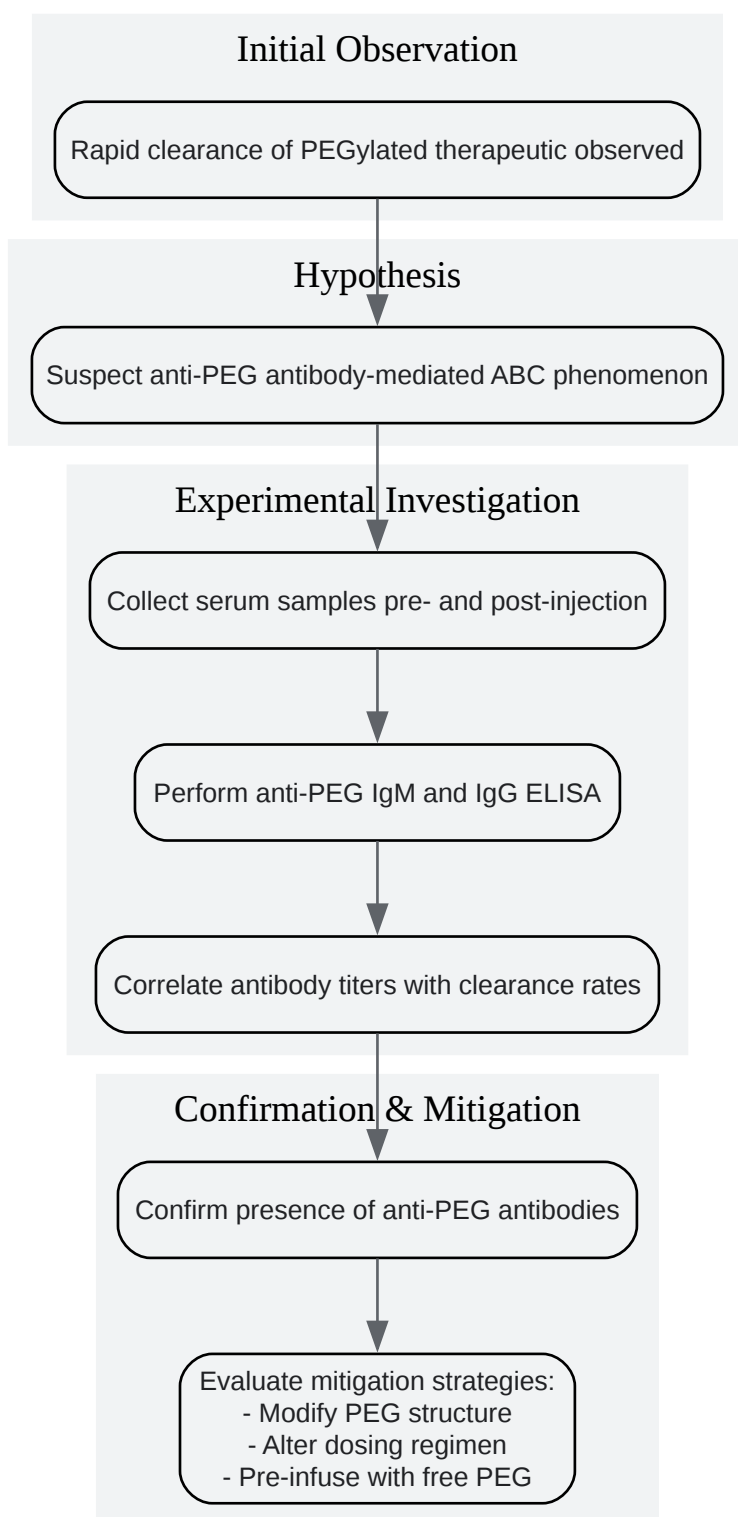 Initial Observation
Rapid clearance of PEGylated therapeutic observed
Hypothesis
Suspect anti-PEG antibody-mediated ABC phenomenon
Experimental Investigation
Collect serum samples pre- and post-injection
Perform anti-PEG IgM and IgG ELISA
Correlate antibody titers with clearance rates
Confirmation & Mitigation
Confirm presence of anti-PEG antibodies
Evaluate mitigation strategies:
- Modify PEG structure
- Alter dosing regimen
- Pre-infuse with free PEG